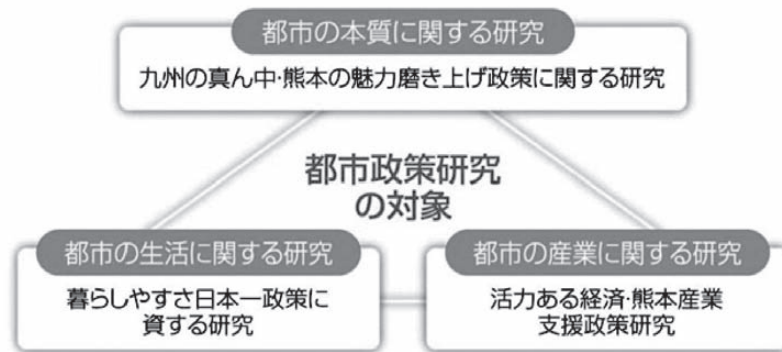 都市の本質に関する研究
九州の真ん中・熊本の魅力磨き上げ政策に関する研究
都市政策研究
の対象
都市の生活に関する研究
暮らしやすさ日本一政策に
資する研究
都市の産業に関する研究
活力ある経済・熊本産業
支援政策研究